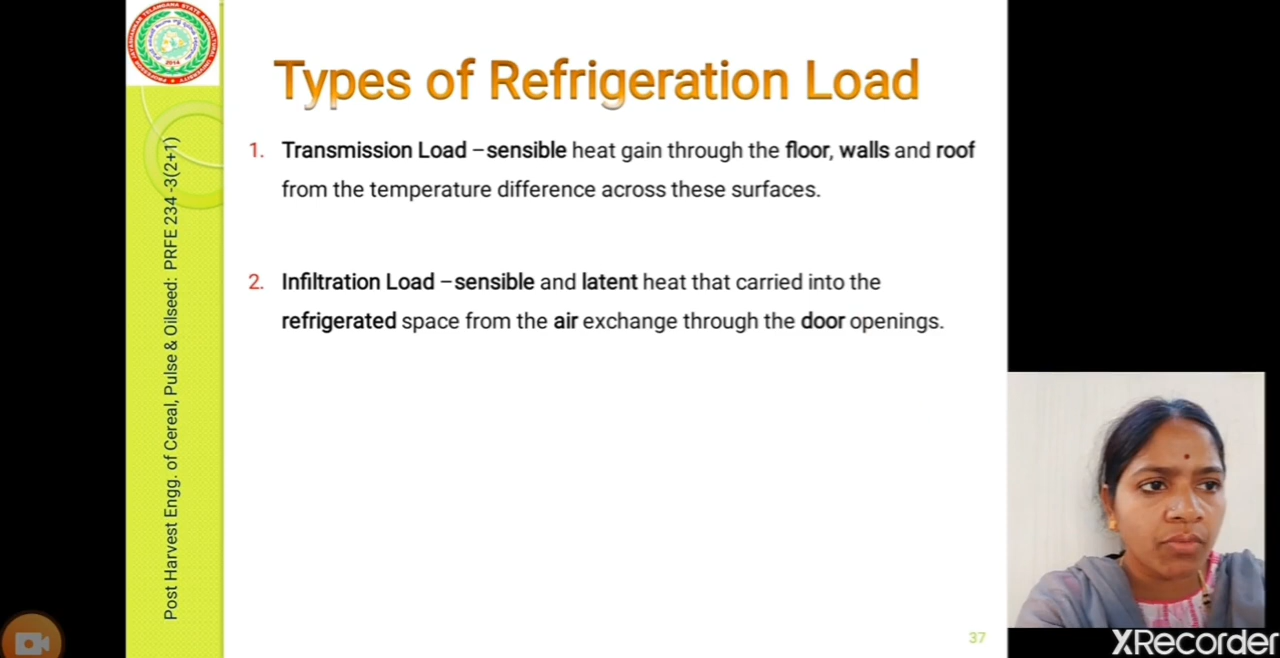 Types of Refrigeration Load
1. Transmission Load – sensible heat gain through the floor, walls and roof
from the temperature difference across these surfaces.
2. Infiltration Load – sensible and latent heat that carried into the
refrigerated space from the air exchange through the door openings.
Post Harvest Engg. of Cereal, Pulse & Oilseed: PRFE 234 -3(2+1)
2014
37
XRecorder